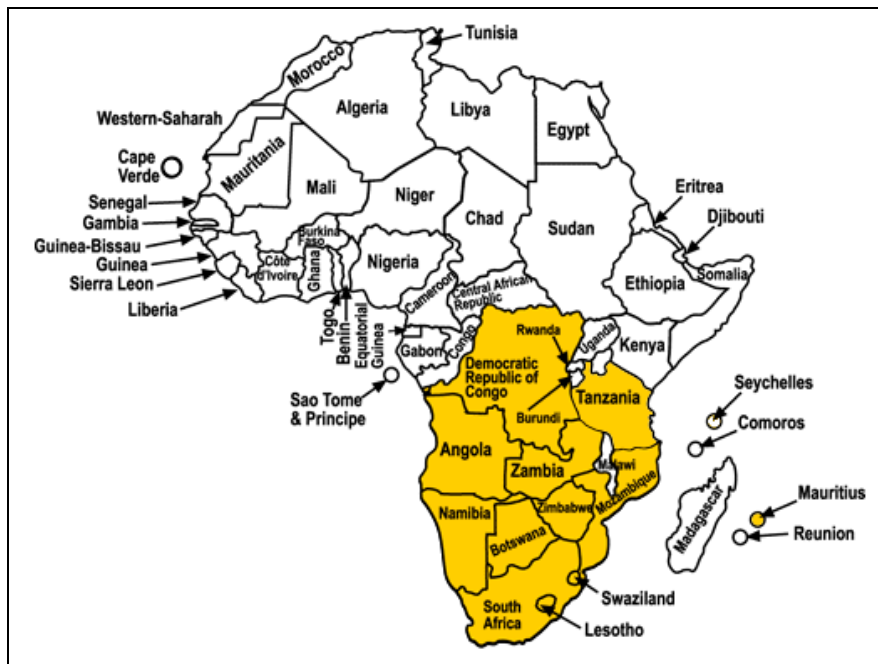 Tunisia
Morocco
Algeria
Libya
Egypt
Western-Saharah
Cape
Verde
Mauritania
Mali
Niger
Chad
Sudan
Eritrea
Djibouti
Senegal
Gambia
Guinea-Bissau
Guinea
Sierra Leon
Liberia
Burkina
Faso
Côte
d'Ivoire
Ghana
Togo
Benin
Nigeria
Cameroon
Central African
Republic
Ethiopia
Somalia
Equatorial
Guinea
Gabon
Congo
Sao Tome
& Principe
Democratic
Republic of
Congo
Rwanda
Uganda
Kenya
Burundi
Tanzania
Seychelles
Comoros
Angola
Zambia
Malawi
Mozambique
Mauritius
Reunion
Madagascar
Namibia
Botswana
Zimbabwe
South
Africa
Swaziland
Lesotho